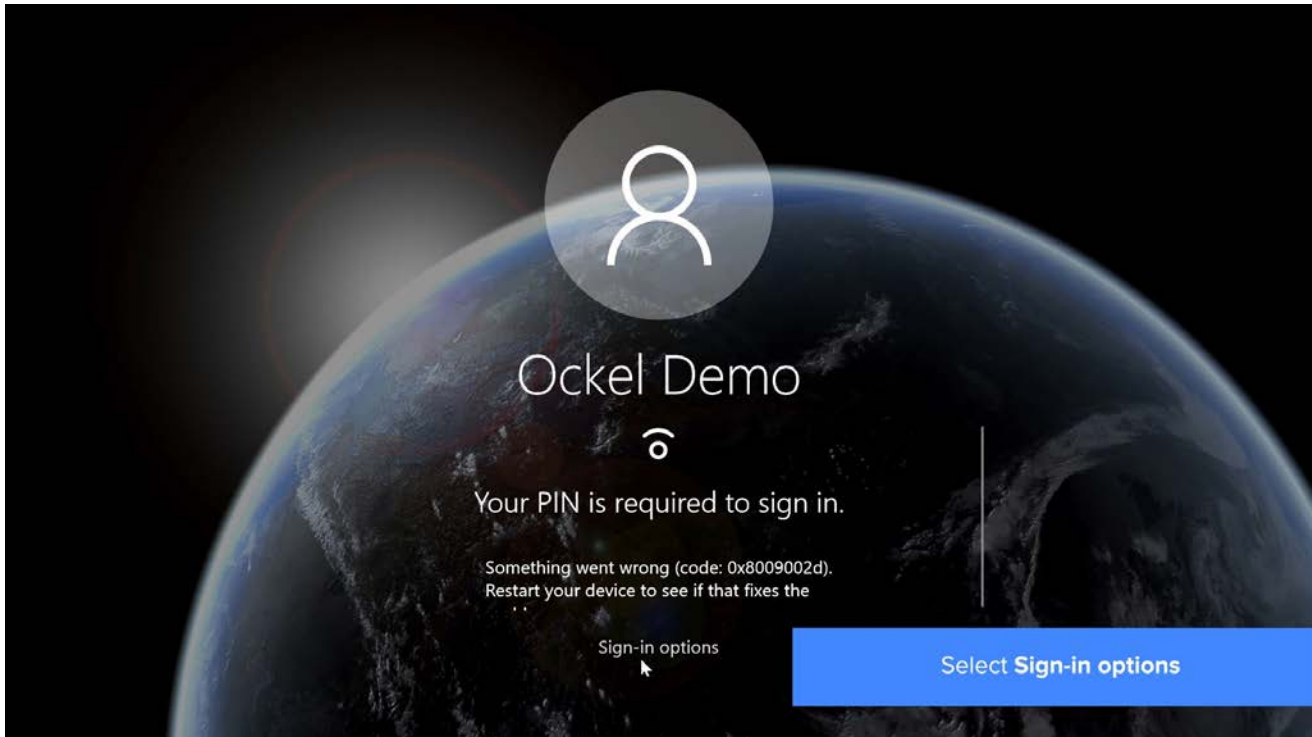 Ockel Demo
Your PIN is required to sign in.
Something went wrong (code: 0x8009002d).
Restart your device to see if that fixes the
Sign-in options
Select Sign-in options